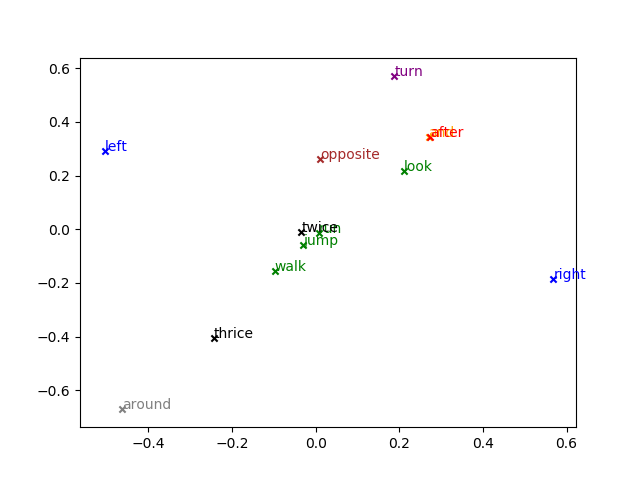 0.6
turn
0.4
after
left
opposite
0.2
look
twice
run
0.0
jump
walk
right
−0.2
thrice
−0.4
−0.6
around
−0.4
−0.2
0.0
0.2
0.4
0.6